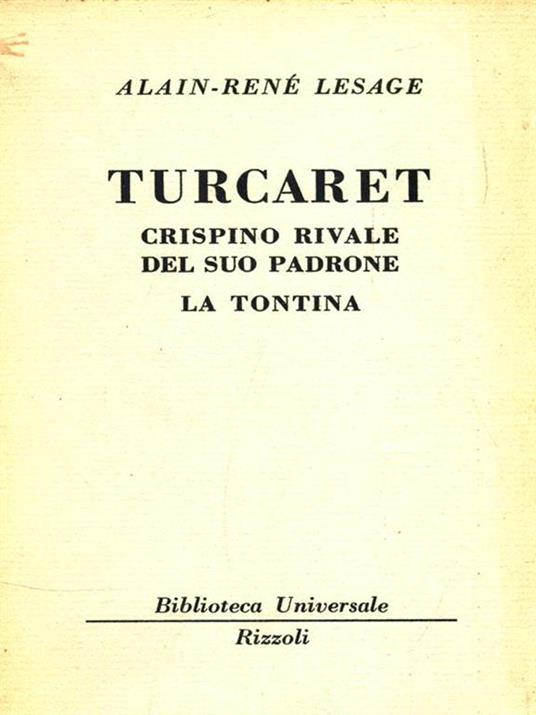 ALAIN-RENÉ LESAGE
TURCARET
CRISPINO RIVALE
DEL SUO PADRONE
LA TONTINA
Biblioteca Universale
Rizzoli